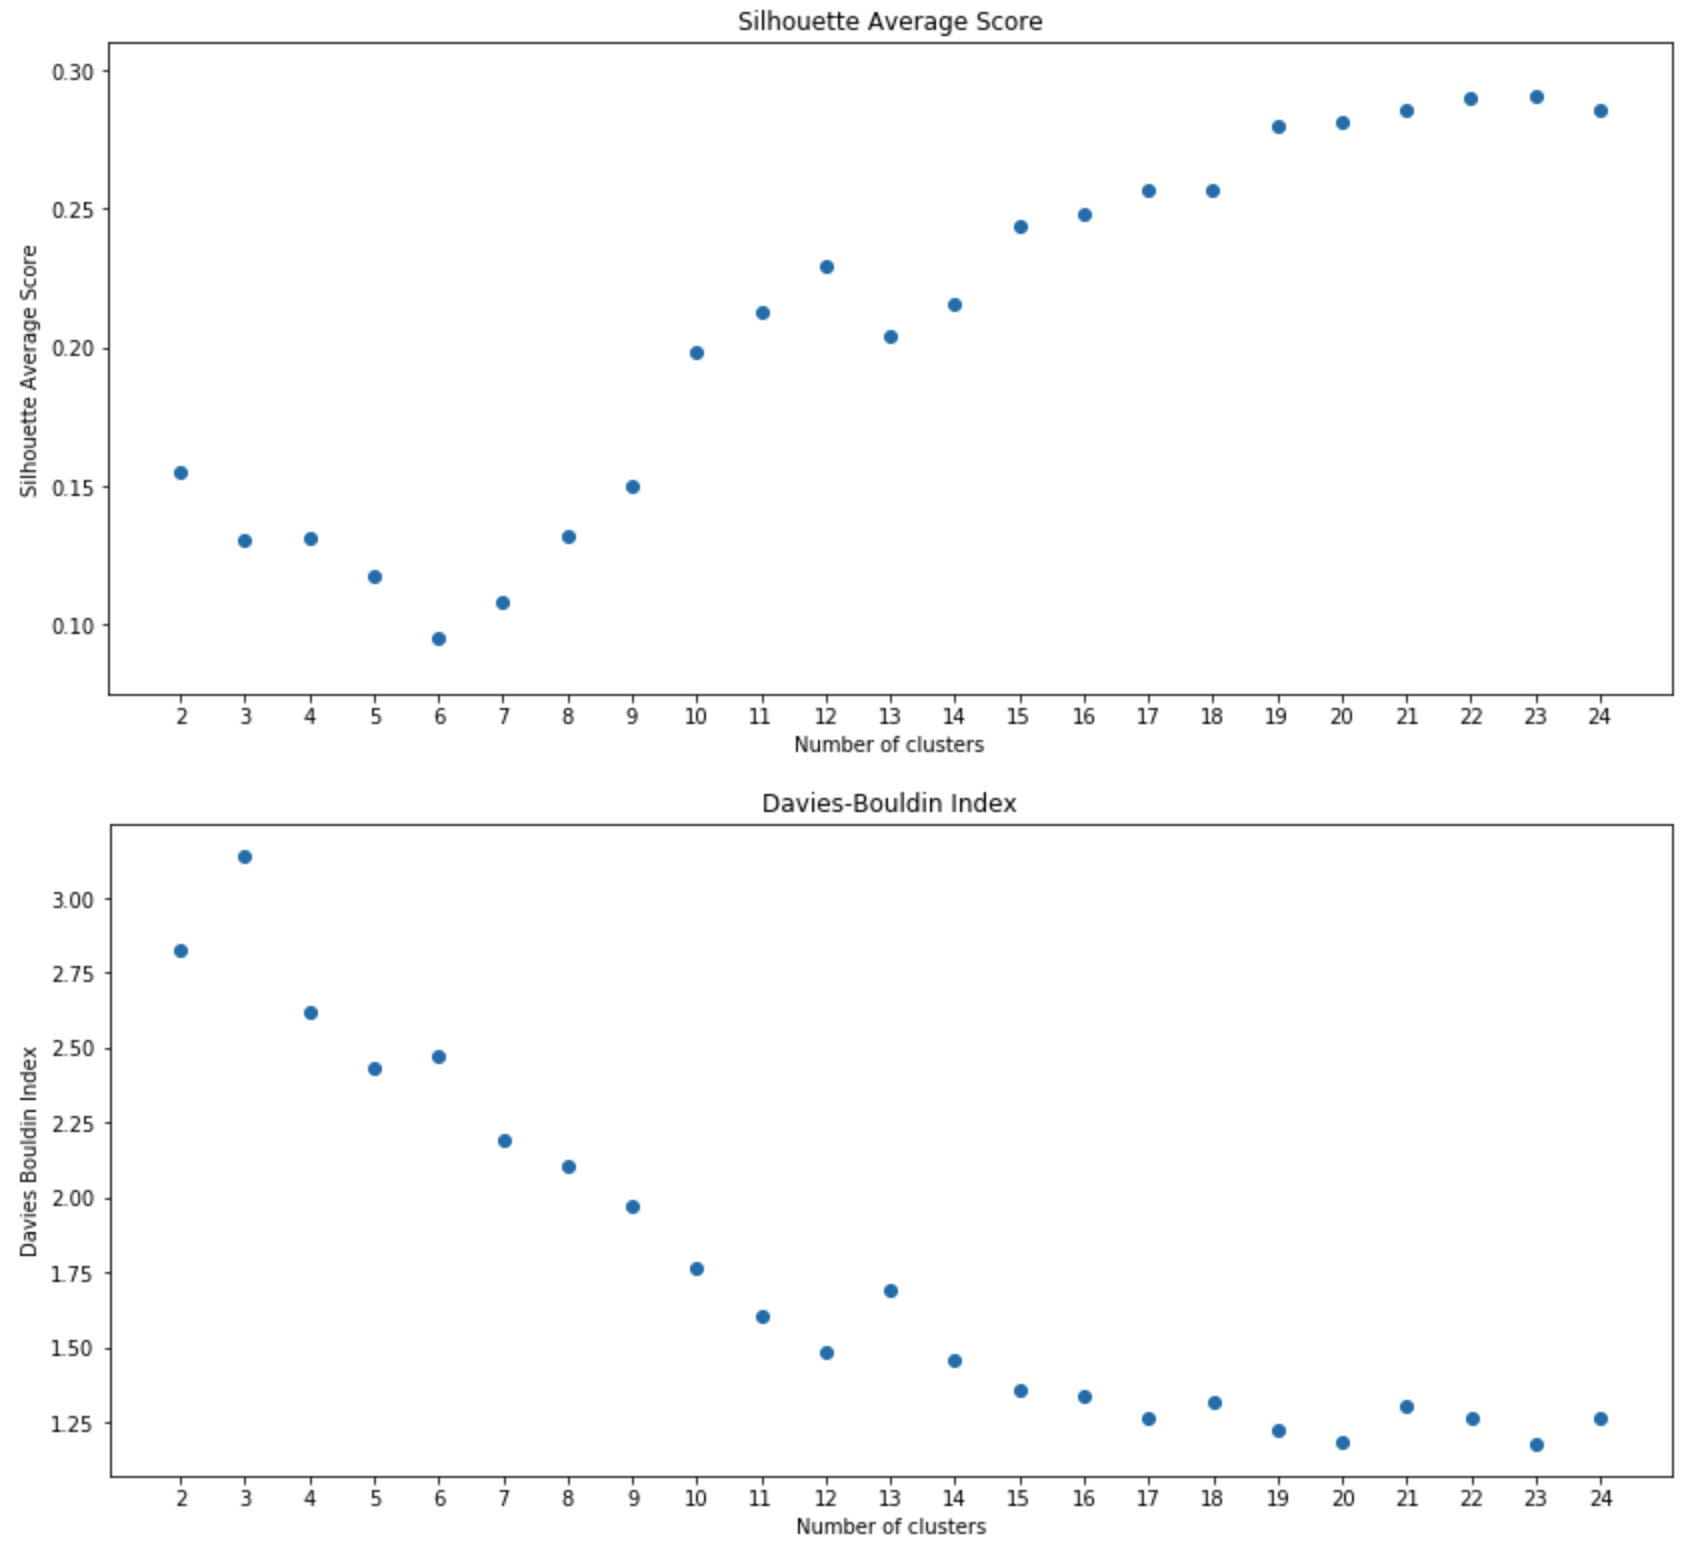 Silhouette Average Score
Silhouette Average Score
0.30
0.25
0.20
0.15
0.10
2 3 4 5 6 7 8 9 10 11 12 13 14 15 16 17 18 19 20 21 22 23 24
Number of clusters
Davies-Bouldin Index
Davies Bouldin Index
3.00
2.75
2.50
2.25
2.00
1.75
1.50
1.25
2 3 4 5 6 7 8 9 10 11 12 13 14 15 16 17 18 19 20 21 22 23 24
Number of clusters